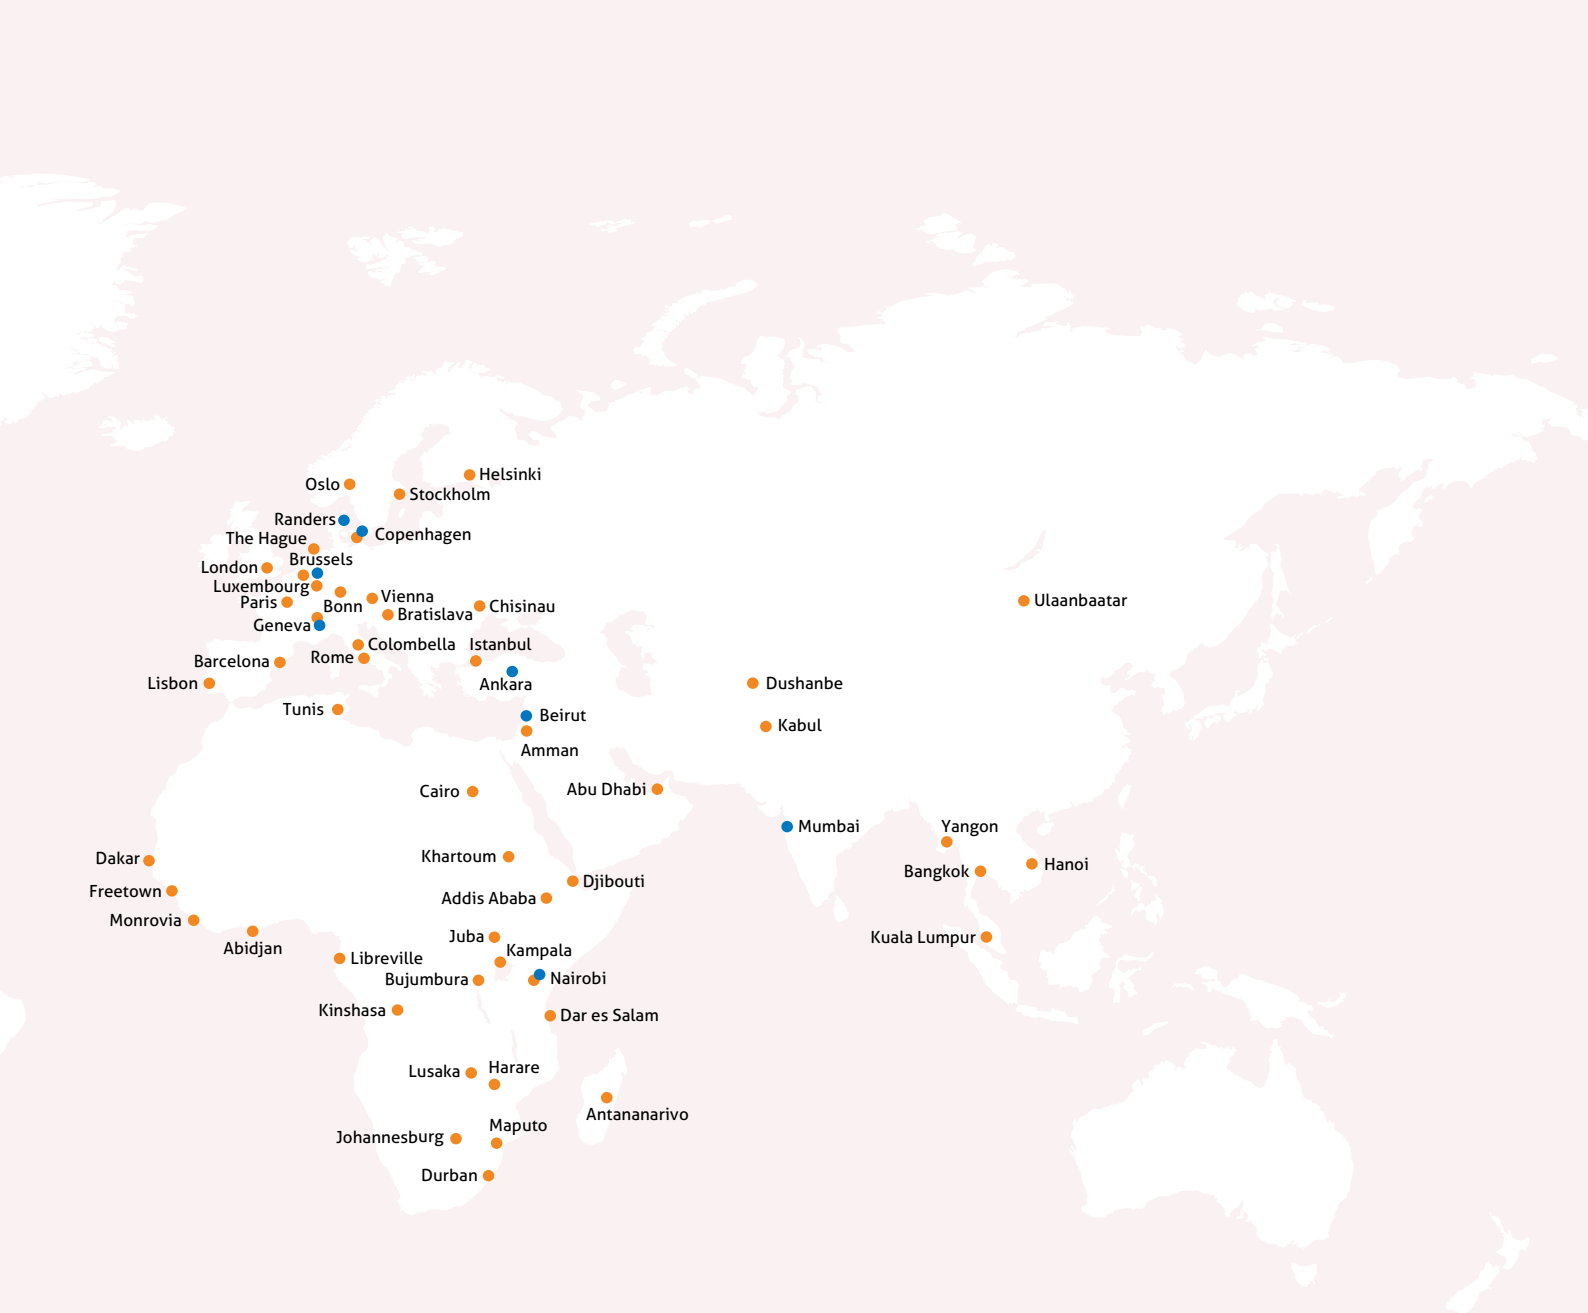 Helsinki
Oslo
Stockholm
Randers
Copenhagen
The Hague
Brussels
London
Luxembourg
Vienna
Paris
Bonn
Chisinau
Bratislava
Ulaanbaatar
Geneva
Colombella
Istanbul
Rome
Barcelona
Lisbon
Ankara
Dushanbe
Tunis
Beirut
Kabul
Amman
Cairo
Abu Dhabi
Mumbai
Yangon
Khartoum
Dakar
Hanoi
Bangkok
Djibouti
Freetown
Addis Ababa
Monrovia
Juba
Kuala Lumpur
Abidjan
Kampala
Libreville
Bujumbura
Nairobi
Kinshasa
Dar es Salam
Harare
Lusaka
Antananarivo
Maputo
Johannesburg
Durban